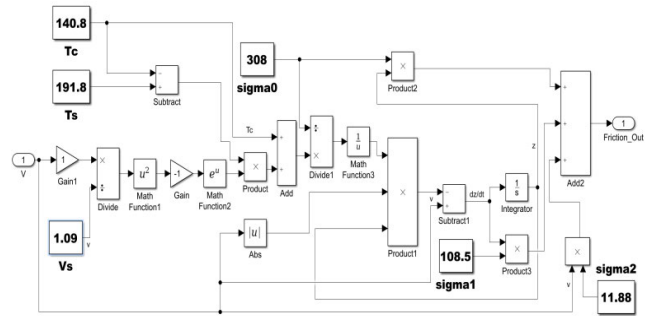 140.8
Tc
191.8
Ts
Subtract
308
sigma0
×
Product2
1
V
1
Gain1
Divide
u²
Math
Function1
-1
Gain
eᵘ
Math
Function2
×
Product
Tc
Add
Divide1
1/u
Math
Function3
×
Product1
1.09
Vs
v
|u|
Abs
v
Subtract1
dz/dt
1/s
Integrator
z
108.5
sigma1
×
Product3
Add2
1
Friction_Out
×
v
sigma2
11.88